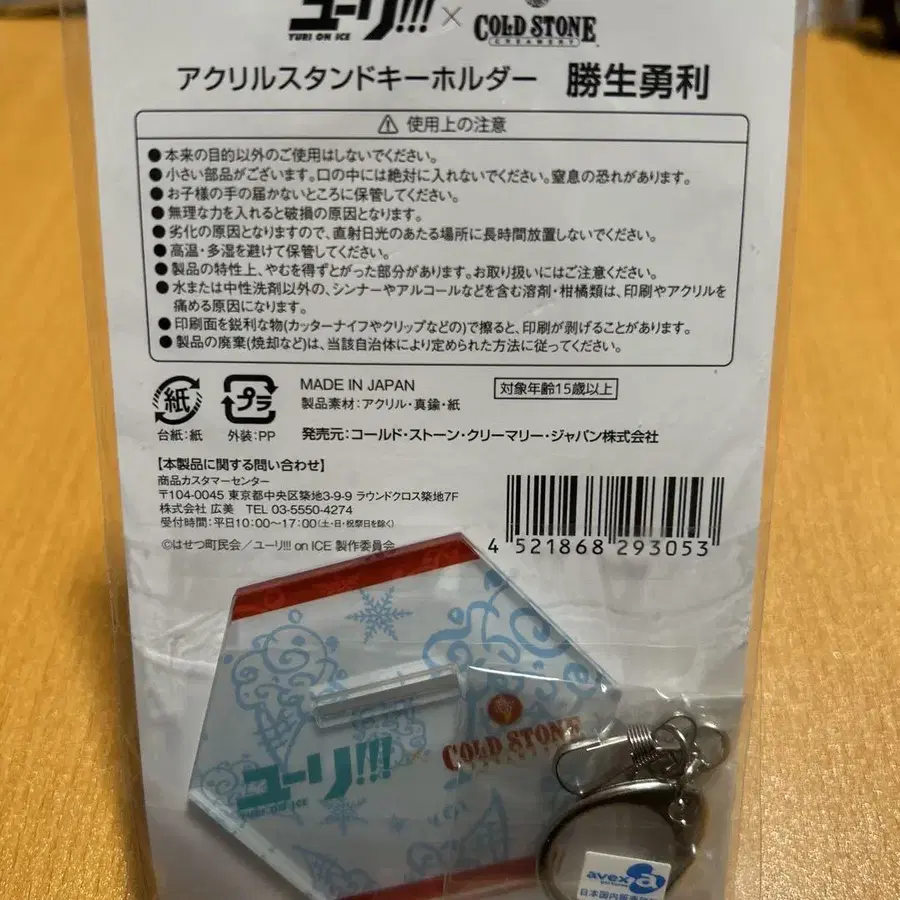 ユーリ!!! × COLD STONE
YURI ON ICE CREAMERY
アクリルスタンドキーホルダー 勝生勇利
⚠ 使用上の注意
●本来の目的以外のご使用はしないでください。
●小さい部品がございます。口の中には絶対に入れないでください。窒息の恐れがあります。
●お子様の手の届かないところに保管してください。
●無理な力を入れると破損の原因となります。
●劣化の原因となりますので、直射日光のあたる場所に長時間放置しないでください。
●高温・多湿を避けて保管してください。
●製品の特性上、やむを得ずとがった部分があります。お取り扱いにはご注意ください。
●水または中性洗剤以外の、シンナーやアルコールなどを含む溶剤・柑橘類は、印刷やアクリルを
痛める原因になります。
●印刷面を鋭利な物(カッターナイフやクリップなどの)で擦ると、印刷が剥げることがあります。
●製品の廃棄(焼却など)は、当該自治体により定められた方法に従ってください。
紙 プラ MADE IN JAPAN 対象年齢15歳以上
製品素材:アクリル・真鍮・紙
台紙:紙 外装:PP 発売元:コールド・ストーン・クリーマリー・ジャパン株式会社
【本製品に関する問い合わせ】
商品カスタマーセンター
〒104-0045 東京都中央区築地3-9-9 ラウンドクロス築地7F
株式会社 広美 TEL 03-5550-4274
受付時間:平日10:00~17:00(土・日・祝祭日を除く)
©はせつ町民会/ユーリ!!! on ICE 製作委員会
4 521868 293053
COLD STONE
ユーリ!!!
YURI ON ICE
avex
pictures